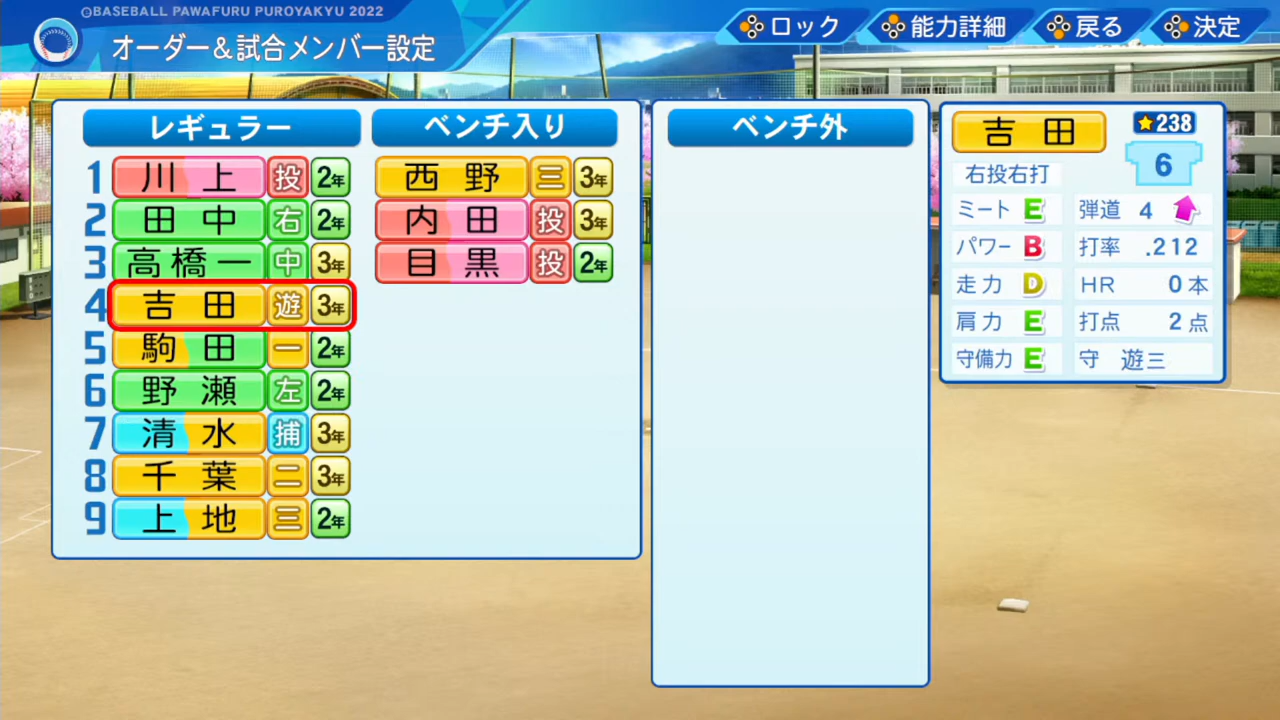 ©BASEBALL PAWAFURU PUROYAKYU 2022
オーダー＆試合メンバー設定
ロック 能力詳細 戻る 決定
レギュラー
1 川上 投 2年
2 田中 右 2年
3 高橋一 中 3年
4 吉田 遊 3年
5 駒田 一 2年
6 野瀬 左 2年
7 清水 捕 3年
8 千葉 二 3年
9 上地 三 2年
ベンチ入り
西野 三 3年
内田 投 3年
目黒 投 2年
ベンチ外
吉田 ★238
右投右打 6
ミート E 弾道 4
パワー B 打率 .212
走力 D HR 0本
肩力 E 打点 2点
守備力 E 守 遊三